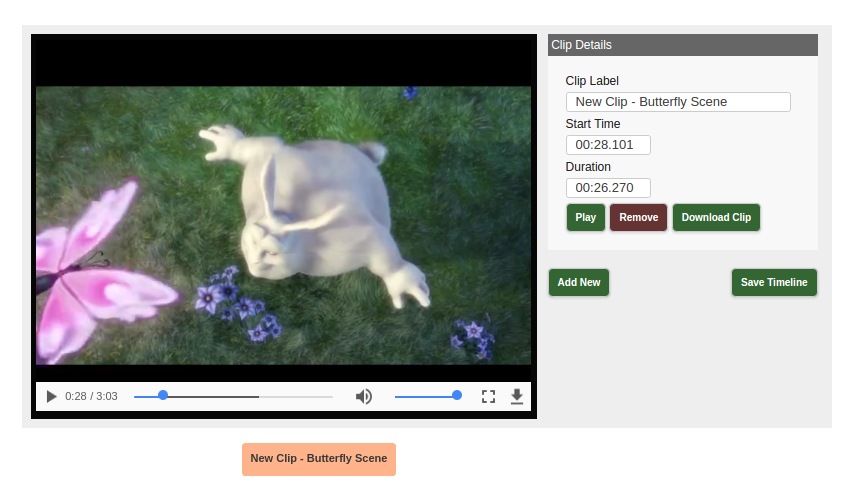 Clip Details
Clip Label
New Clip - Butterfly Scene
Start Time
00:28.101
Duration
00:26.270
Play Remove Download Clip
Add New Save Timeline
0:28 / 3:03
New Clip - Butterfly Scene